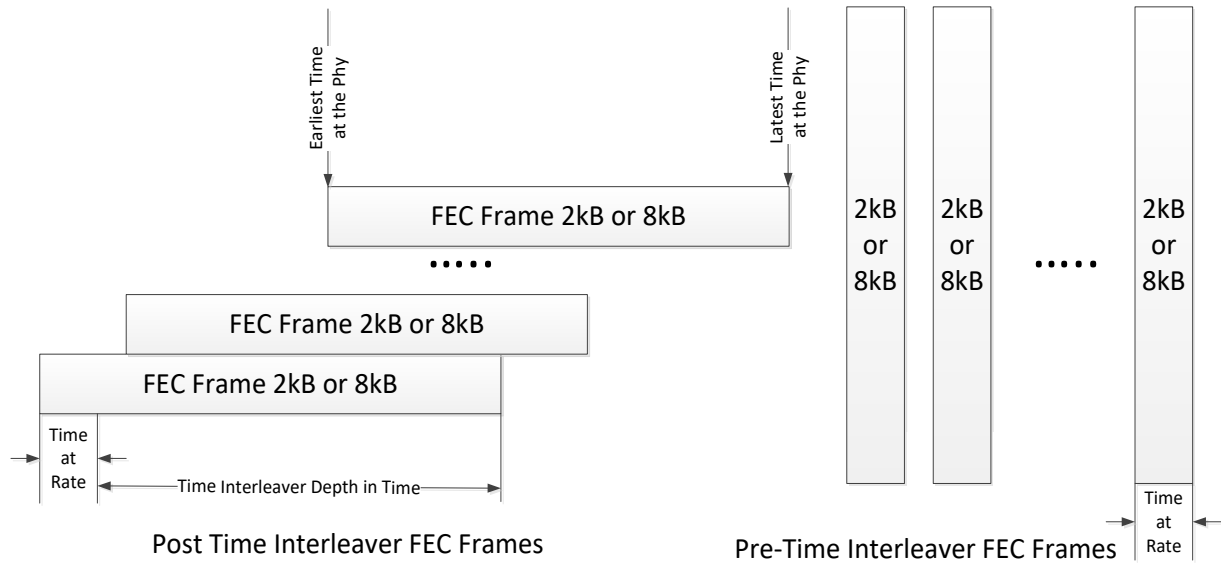 Earliest Time
at the Phy
Latest Time
at the Phy
FEC Frame 2kB or 8kB
.....
FEC Frame 2kB or 8kB
FEC Frame 2kB or 8kB
Time
at
Rate
Time Interleaver Depth in Time
Post Time Interleaver FEC Frames
2kB
or
8kB
2kB
or
8kB
.....
2kB
or
8kB
Time
at
Rate
Pre-Time Interleaver FEC Frames